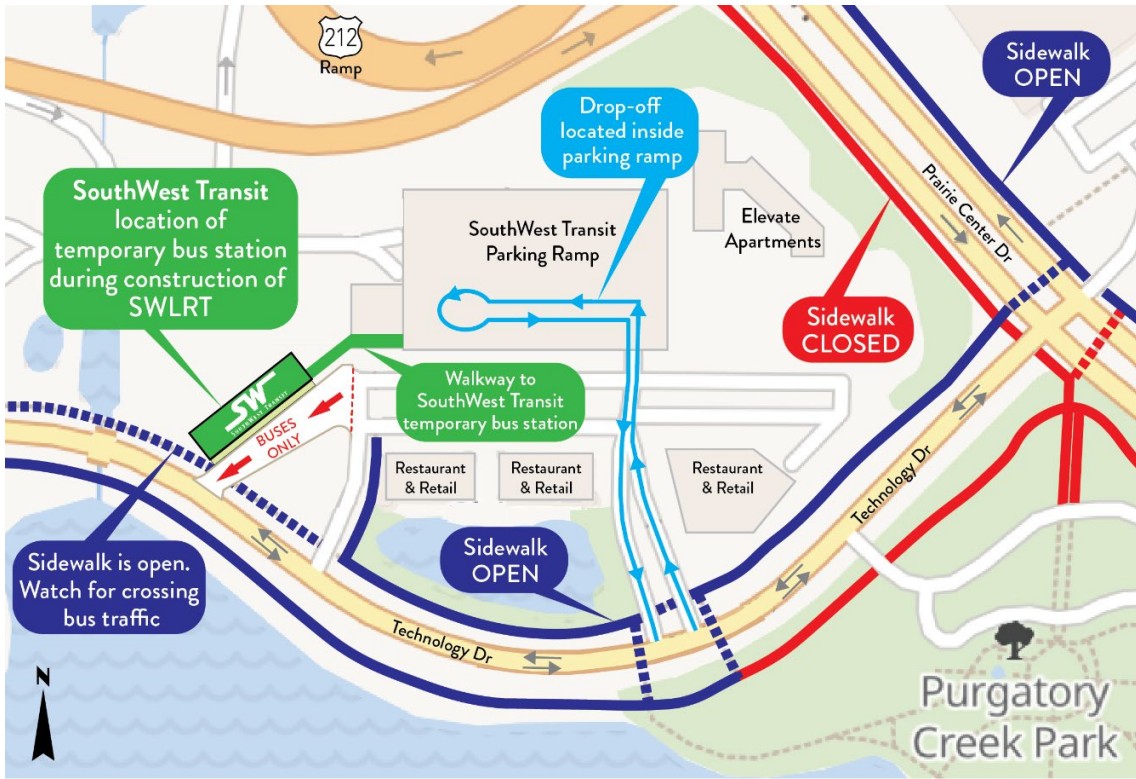 212
Ramp
Sidewalk
OPEN
Drop-off
located inside
parking ramp
SouthWest Transit
location of
temporary bus station
during construction of
SWLRT
SouthWest Transit
Parking Ramp
Elevate
Apartments
Prairie Center Dr
Sidewalk
CLOSED
Walkway to
SouthWest Transit
temporary bus station
SW
SOUTHWEST TRANSIT
BUSES
ONLY
Restaurant
& Retail
Restaurant
& Retail
Restaurant
& Retail
Technology Dr
Sidewalk
OPEN
Sidewalk is open.
Watch for crossing
bus traffic
Technology Dr
N
Purgatory
Creek Park